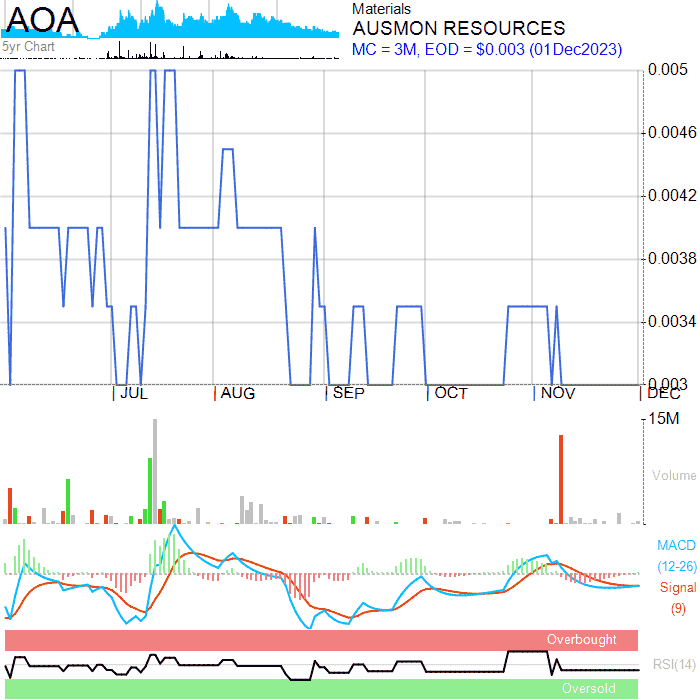 AOA
5yr Chart
Materials
AUSMON RESOURCES
MC = 3M, EOD = $0.003 (01Dec2023)
0.005
0.0046
0.0042
0.0038
0.0034
0.003
JUL AUG SEP OCT NOV DEC
15M
Volume
MACD
(12-26)
Signal
(9)
Overbought
RSI(14)
Oversold